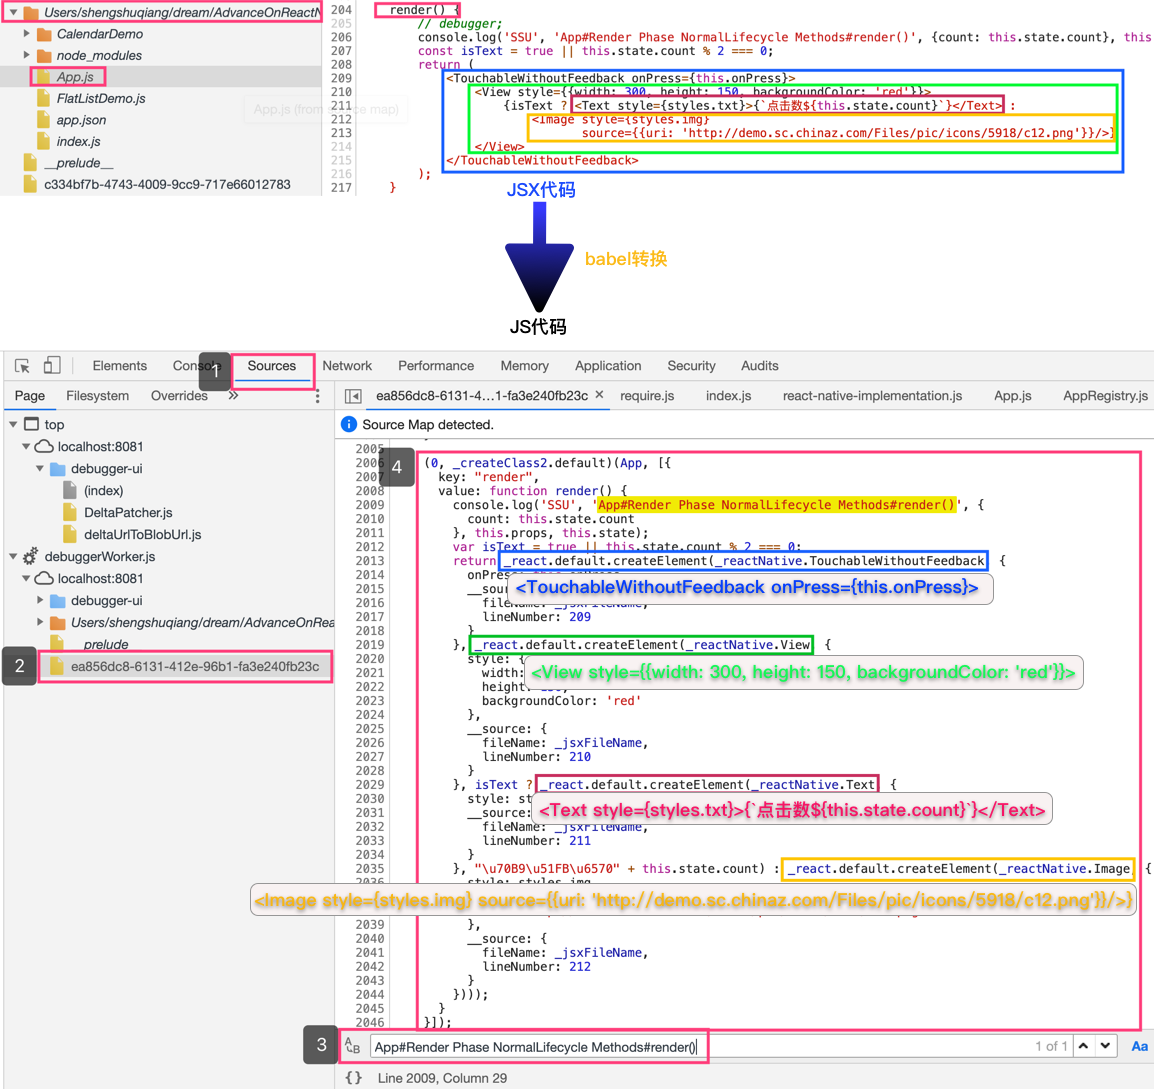 Users/shengshuqiang/dream/AdvanceOnReactN
CalendarDemo
node_modules
App.js
FlatListDemo.js
app.json
index.js
__prelude__
c334bf7b-4743-4009-9cc9-717e66012783
App.js (from source map)
204 render() {
205 // debugger;
206 console.log('SSU', 'App#Render Phase NormalLifecycle Methods#render()', {count: this.state.count}, this
207 const isText = true || this.state.count % 2 === 0;
208 return (
209 <TouchableWithoutFeedback onPress={this.onPress}>
210 <View style={{width: 300, height: 150, backgroundColor: 'red'}}>
211 {isText ? <Text style={styles.txt}>{`点击数${this.state.count}`}</Text> :
212 <Image style={styles.img}
213 source={{uri: 'http://demo.sc.chinaz.com/Files/pic/icons/5918/c12.png'}}/>}
214 </View>
215 </TouchableWithoutFeedback>
216 );
217 }
JSX代码
babel转换
JS代码
Elements Console 1 Sources Network Performance Memory Application Security Audits
Page Filesystem Overrides »
ea856dc8-6131-4…1-fa3e240fb23c × require.js index.js react-native-implementation.js App.js AppRegistry.js
Source Map detected.
top
localhost:8081
debugger-ui
(index)
DeltaPatcher.js
deltaUrlToBlobUrl.js
debuggerWorker.js
localhost:8081
debugger-ui
Users/shengshuqiang/dream/AdvanceOnRea
prelude
2 ea856dc8-6131-412e-96b1-fa3e240fb23c
4
2005
2006 (0, _createClass2.default)(App, [{
2007 key: "render",
2008 value: function render() {
2009 console.log('SSU', 'App#Render Phase NormalLifecycle Methods#render()', {
2010 count: this.state.count
2011 }, this.props, this.state);
2012 var isText = true || this.state.count % 2 === 0;
2013 return _react.default.createElement(_reactNative.TouchableWithoutFeedback, {
2014 onPress
<TouchableWithoutFeedback onPress={this.onPress}>
2015 __sou
2016 fileName: _jsxFileName,
2017 lineNumber: 209
2018 }
2019 }, _react.default.createElement(_reactNative.View, {
2020 style: {
<View style={{width: 300, height: 150, backgroundColor: 'red'}}>
2021 width:
2022 height: 150,
2023 backgroundColor: 'red'
2024 },
2025 __source: {
2026 fileName: _jsxFileName,
2027 lineNumber: 210
2028 }
2029 }, isText ? _react.default.createElement(_reactNative.Text, {
2030 style: st
<Text style={styles.txt}>{`点击数${this.state.count}`}</Text>
2031 __source:
2032 fileName: _jsxFileName,
2033 lineNumber: 211
2034 }
2035 }, "\u70B9\u51FB\u6570" + this.state.count) : _react.default.createElement(_reactNative.Image, {
2036 style: styles.img,
<Image style={styles.img} source={{uri: 'http://demo.sc.chinaz.com/Files/pic/icons/5918/c12.png'}}/>}
2039 },
2040 __source: {
2041 fileName: _jsxFileName,
2042 lineNumber: 212
2043 }
2044 })));
2045 }
2046 }]);
3 App#Render Phase NormalLifecycle Methods#render() 1 of 1 Aa
{} Line 2009, Column 29